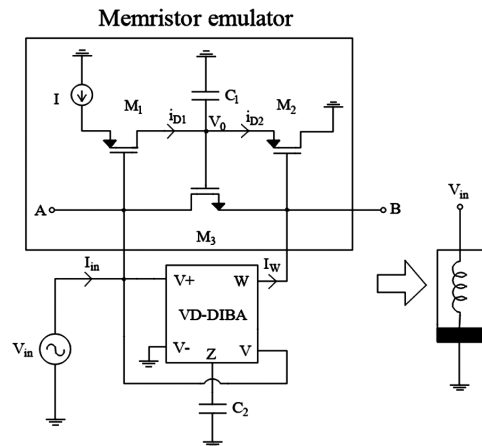 Memristor emulator
I
M1
C1
M2
iD1
V0
iD2
A
B
M3
Vin
Iin
V+
W
IW
VD-DIBA
V-
Z
V
Vin
C2